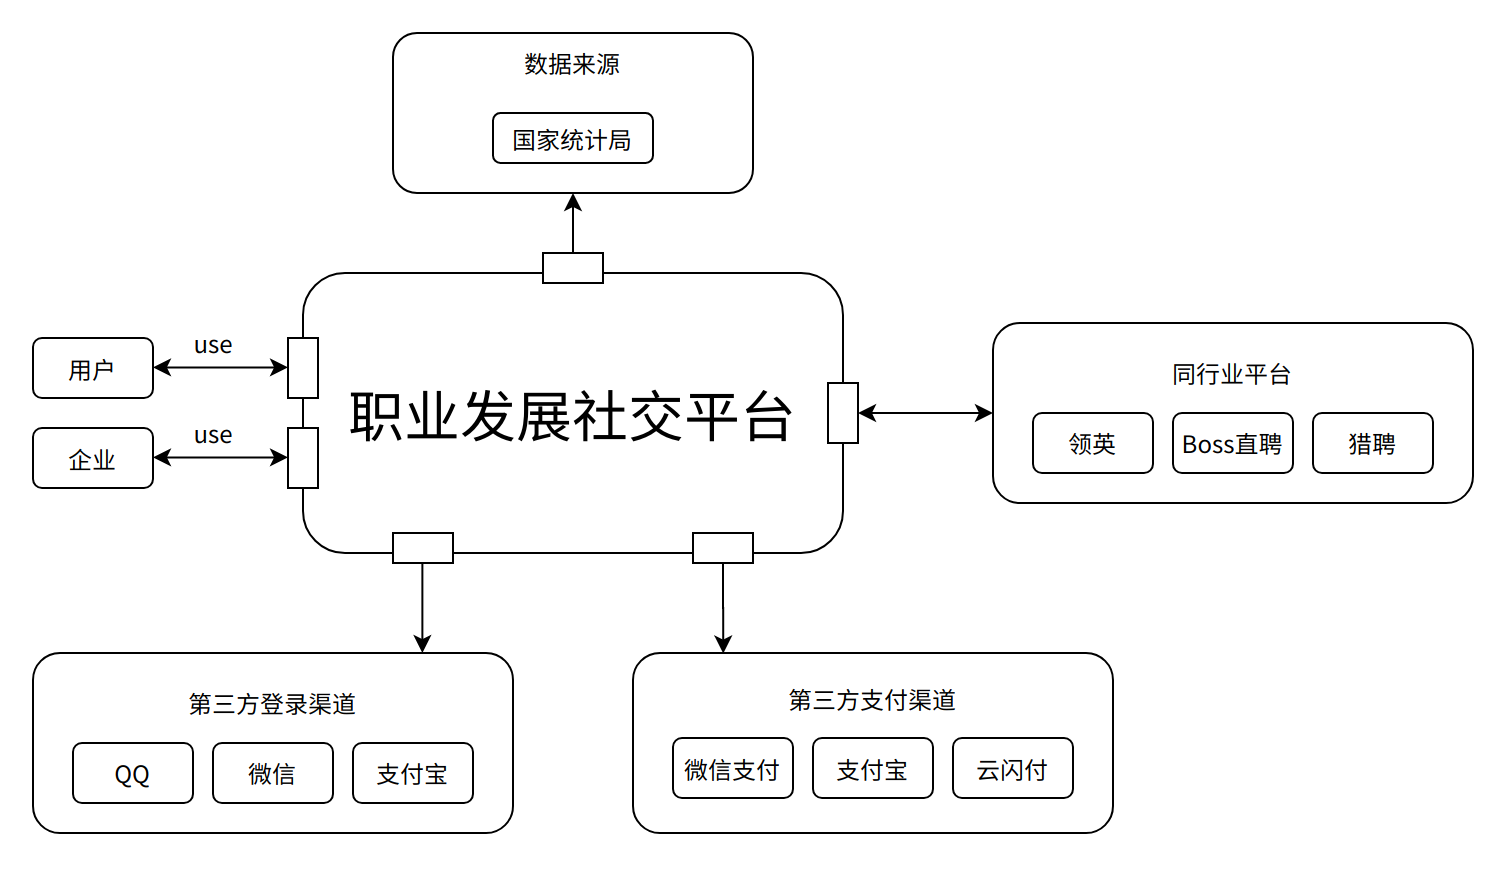 数据来源
国家统计局
use
用户
职业发展社交平台
use
企业
同行业平台
领英
Boss直聘
猎聘
第三方登录渠道
QQ
微信
支付宝
第三方支付渠道
微信支付
支付宝
云闪付